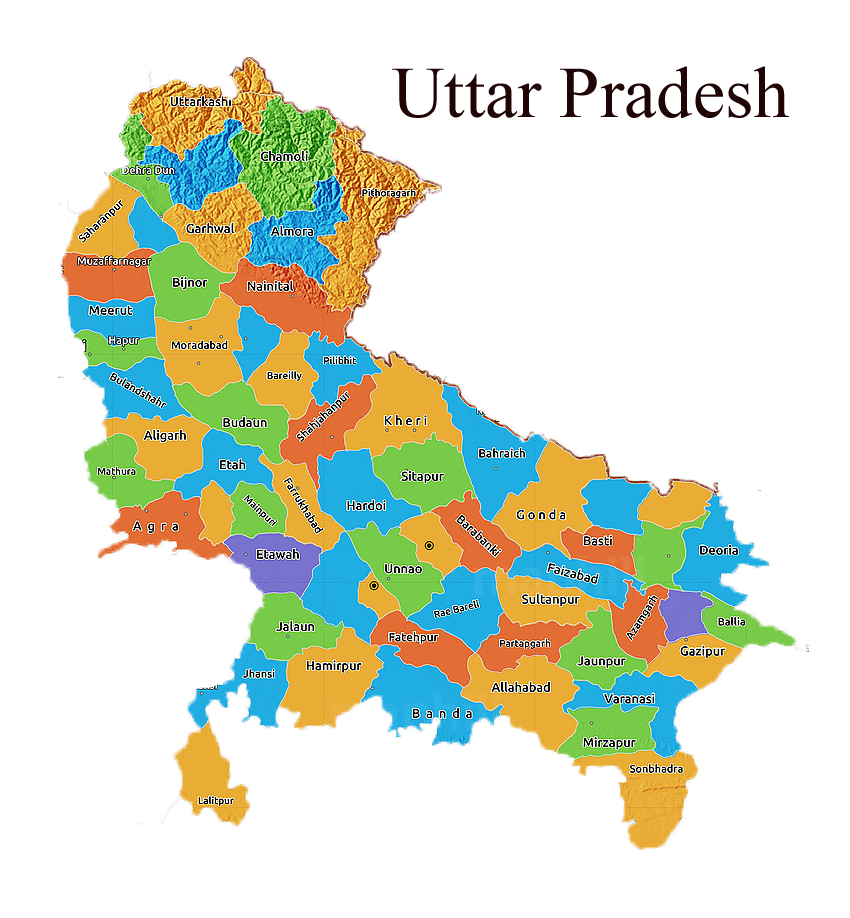 Uttar Pradesh
Uttarkashi
Chamoli
Dehra Dun
Pithoragarh
Saharanpur
Garhwal
Almora
Muzaffarnagar
Bijnor
Nainital
Meerut
Hapur
Moradabad
Pilibhit
Bareilly
Bulandshahr
Budaun
Shahjahanpur
Kheri
Aligarh
Bahraich
Etah
Mathura
Sitapur
Farrukhabad
Hardoi
Mainpuri
Gonda
Agra
Barabanki
Basti
Deoria
Etawah
Unnao
Faizabad
Sultanpur
Rae Bareli
Azamgarh
Ballia
Jalaun
Fatehpur
Partapgarh
Gazipur
Jaunpur
Hamirpur
Jhansi
Allahabad
Varanasi
Banda
Mirzapur
Sonbhadra
Lalitpur